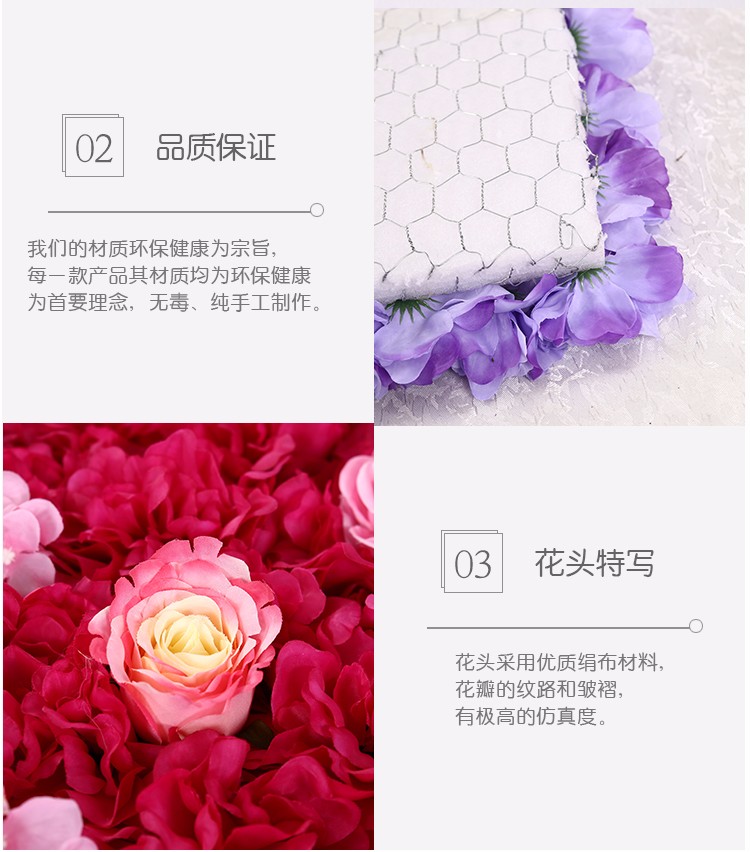 02
品质保证
我们的材质环保健康为宗旨，
每一款产品其材质均为环保健康
为首要理念，无毒、纯手工制作。
03
花头特写
花头采用优质绢布材料，
花瓣的纹路和皱褶，
有极高的仿真度。